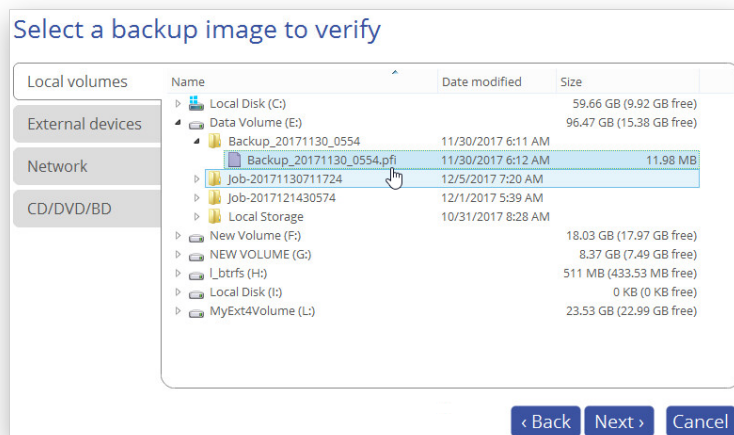 Select a backup image to verify
Local volumes
External devices
Network
CD/DVD/BD
Name Date modified Size
Local Disk (C:) 59.66 GB (9.92 GB free)
Data Volume (E:) 96.47 GB (15.38 GB free)
Backup_20171130_0554 11/30/2017 6:11 AM
Backup_20171130_0554.pfi 11/30/2017 6:12 AM 11.98 MB
Job-20171130711724 12/5/2017 7:20 AM
Job-20171121430574 12/1/2017 5:39 AM
Local Storage 10/31/2017 8:28 AM
New Volume (F:) 18.03 GB (17.97 GB free)
NEW VOLUME (G:) 8.37 GB (7.49 GB free)
l_btrfs (H:) 511 MB (433.53 MB free)
Local Disk (I:) 0 KB (0 KB free)
MyExt4Volume (L:) 23.53 GB (22.99 GB free)
‹ Back Next › Cancel